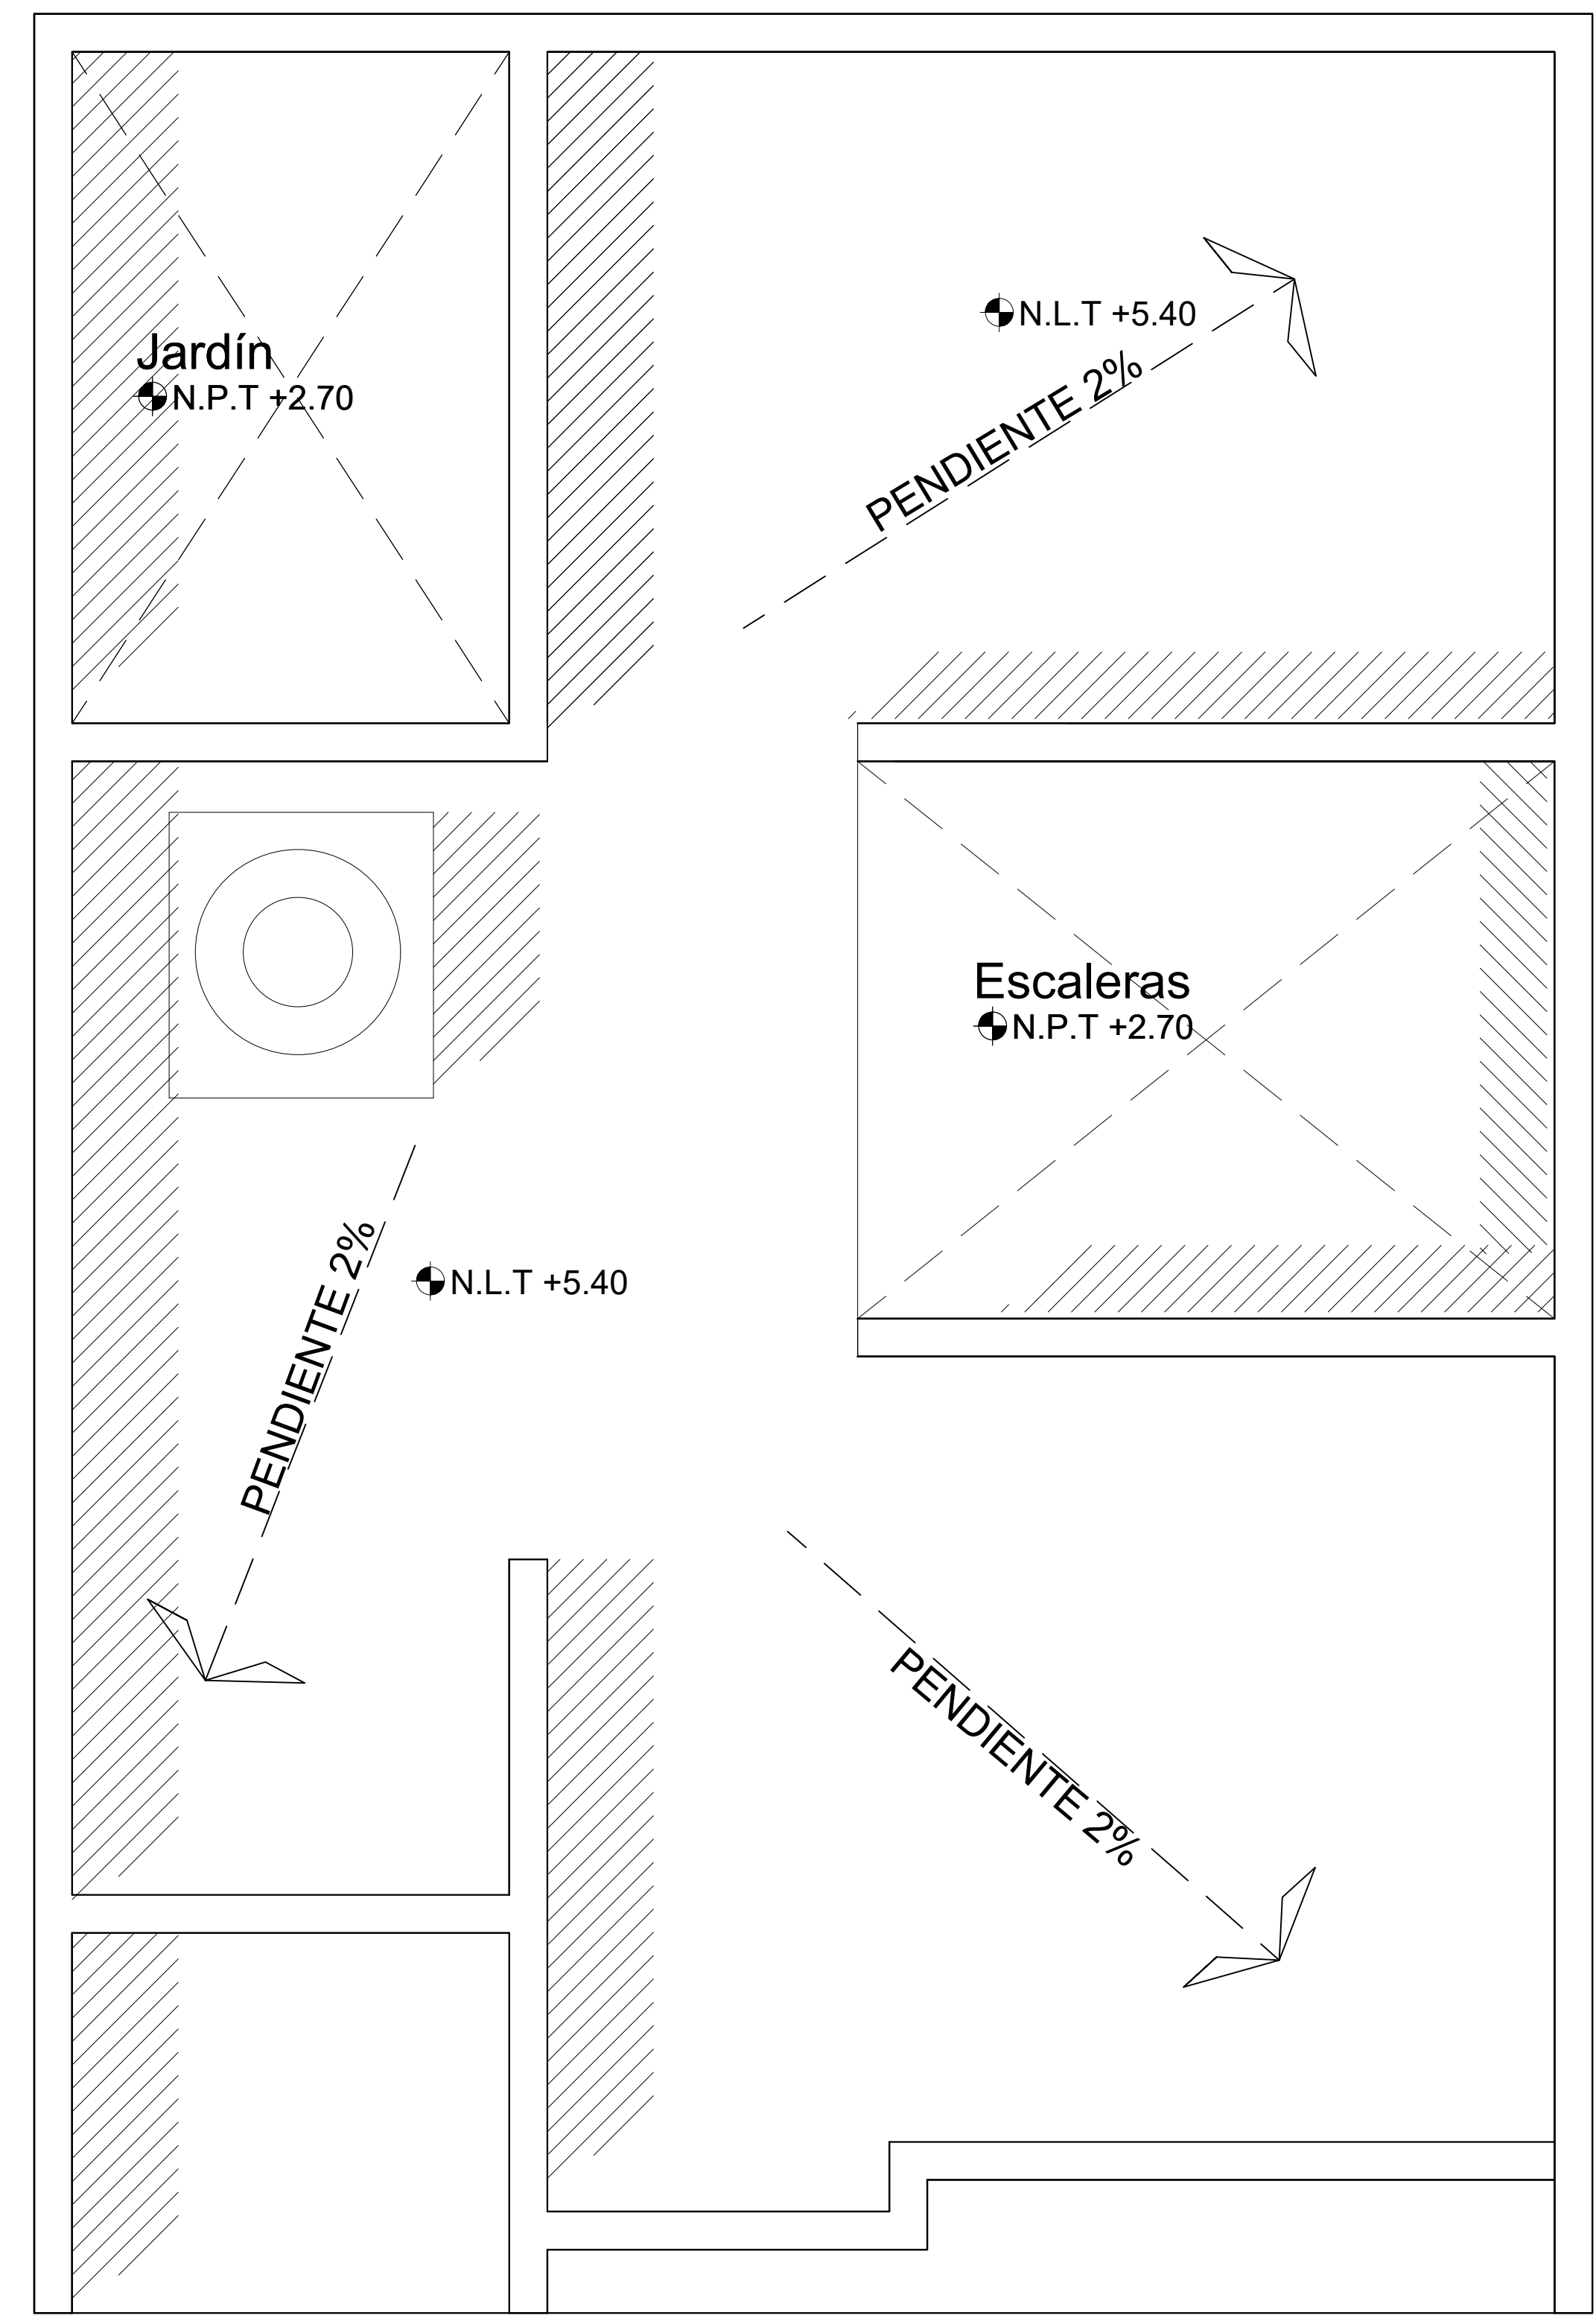 N.L.T +5.40
PENDIENTE 2%
Jardín
N.P.T +2.70
Escaleras
N.P.T +2.70
PENDIENTE 2%
N.L.T +5.40
PENDIENTE 2%